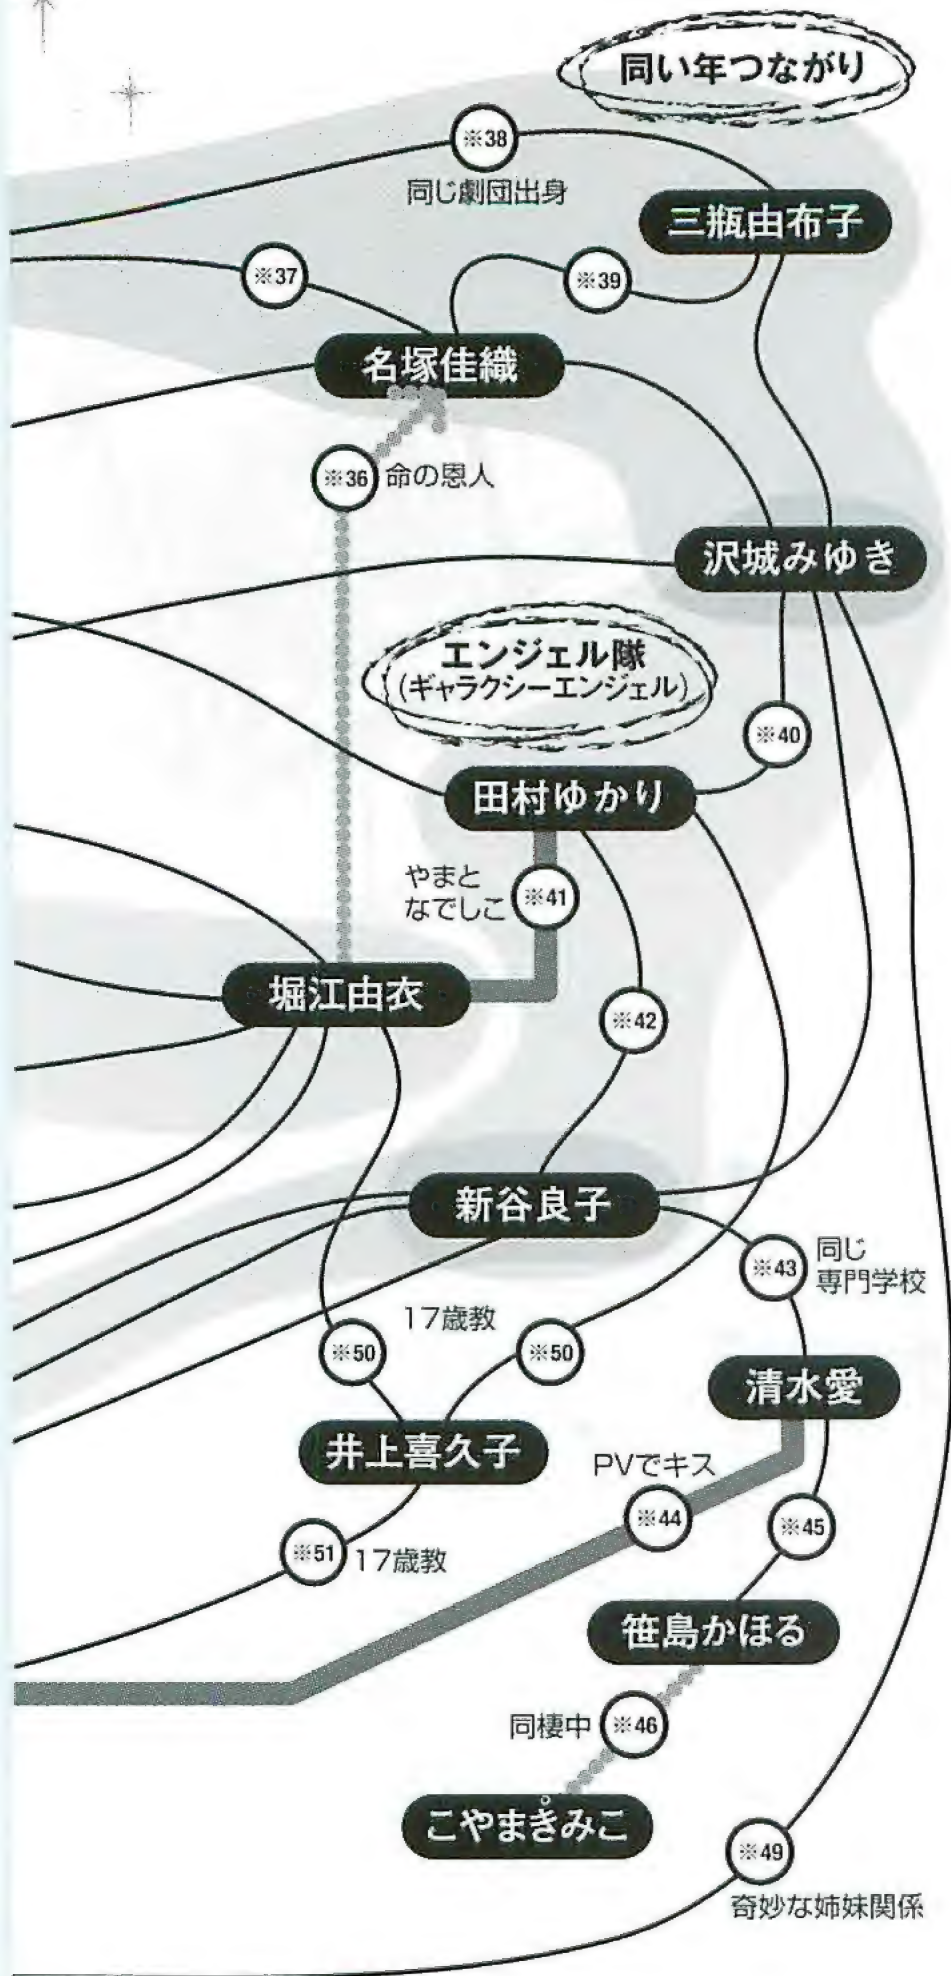 同い年つながり
※38
同じ劇団出身
三瓶由布子
※37
※39
名塚佳織
※36
命の恩人
沢城みゆき
エンジェル隊
(ギャラクシーエンジェル)
※40
田村ゆかり
やまと
なでしこ
※41
堀江由衣
※42
新谷良子
※43
同じ
専門学校
17歳教
※50
※50
清水愛
井上喜久子
PVでキス
※44
※45
※51
17歳教
笹島かほる
同棲中
※46
こやまきみこ
※49
奇妙な姉妹関係